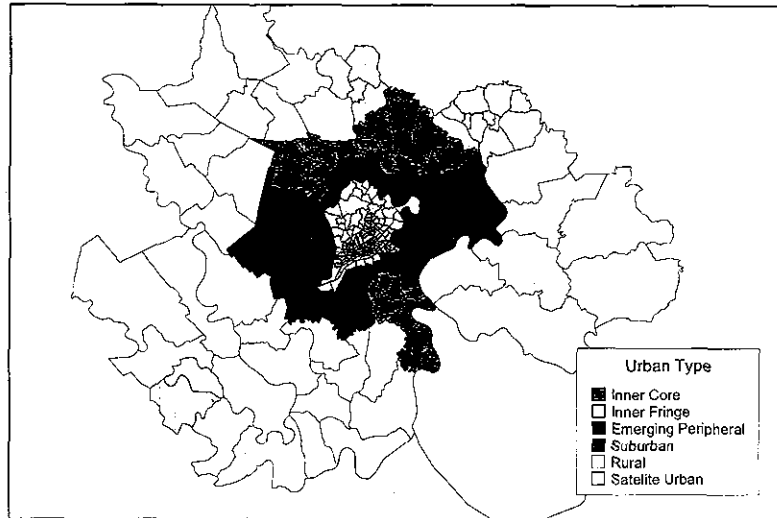 Urban Type
Inner Core
Inner Fringe
Emerging Peripheral
Suburban
Rural
Satelite Urban